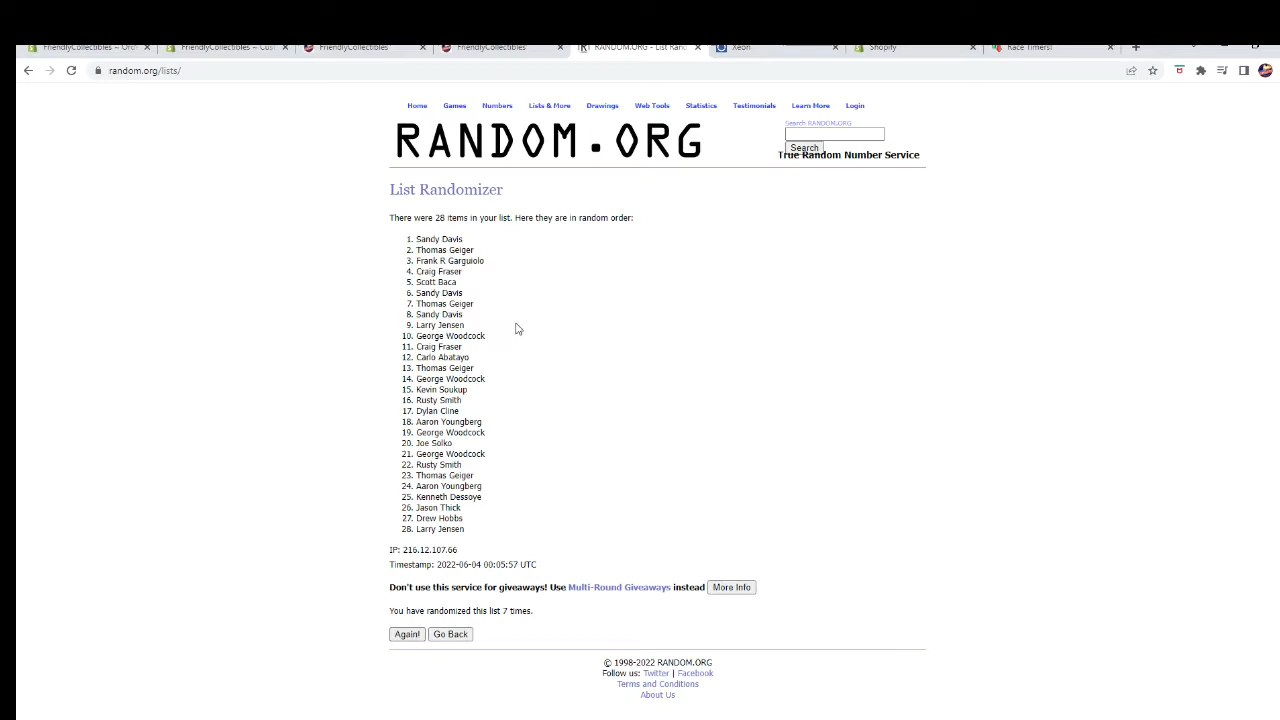 FriendlyCollectibles ~ Cus
FriendlyCollectibles
FriendlyCollectibles
RANDOM.ORG - List Rand
Xeon
Shopify
Race Timers!
random.org/lists/
Home Games Numbers Lists & More Drawings Web Tools Statistics Testimonials Learn More Login
Search RANDOM.ORG
RANDOM.ORG
Search
True Random Number Service
List Randomizer
There were 28 items in your list. Here they are in random order:
1. Sandy Davis
2. Thomas Geiger
3. Frank R Garguiolo
4. Craig Fraser
5. Scott Baca
6. Sandy Davis
7. Thomas Geiger
8. Sandy Davis
9. Larry Jensen
10. George Woodcock
11. Craig Fraser
12. Carlo Abatayo
13. Thomas Geiger
14. George Woodcock
15. Kevin Soukup
16. Rusty Smith
17. Dylan Cline
18. Aaron Youngberg
19. George Woodcock
20. Joe Solko
21. George Woodcock
22. Rusty Smith
23. Thomas Geiger
24. Aaron Youngberg
25. Kenneth Dessoye
26. Jason Thick
27. Drew Hobbs
28. Larry Jensen
IP: 216.12.107.66
Timestamp: 2022-06-04 00:05:57 UTC
Don't use this service for giveaways! Use Multi-Round Giveaways instead More Info
You have randomized this list 7 times.
Again! Go Back
© 1998-2022 RANDOM.ORG
Follow us: Twitter | Facebook
Terms and Conditions
About Us